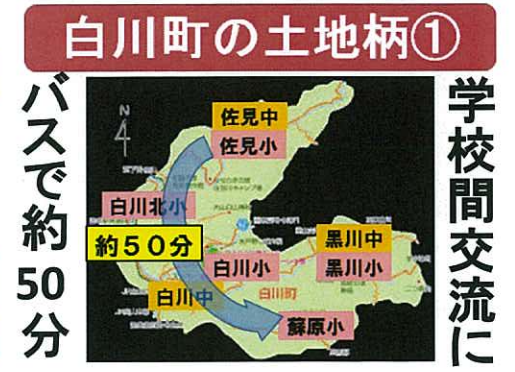 白川町の土地柄①
学校間交流に
バスで約50分
N
佐見中
佐見小
白川北小
約50分
白川小
黒川中
黒川小
白川中
白川町
蘇原小